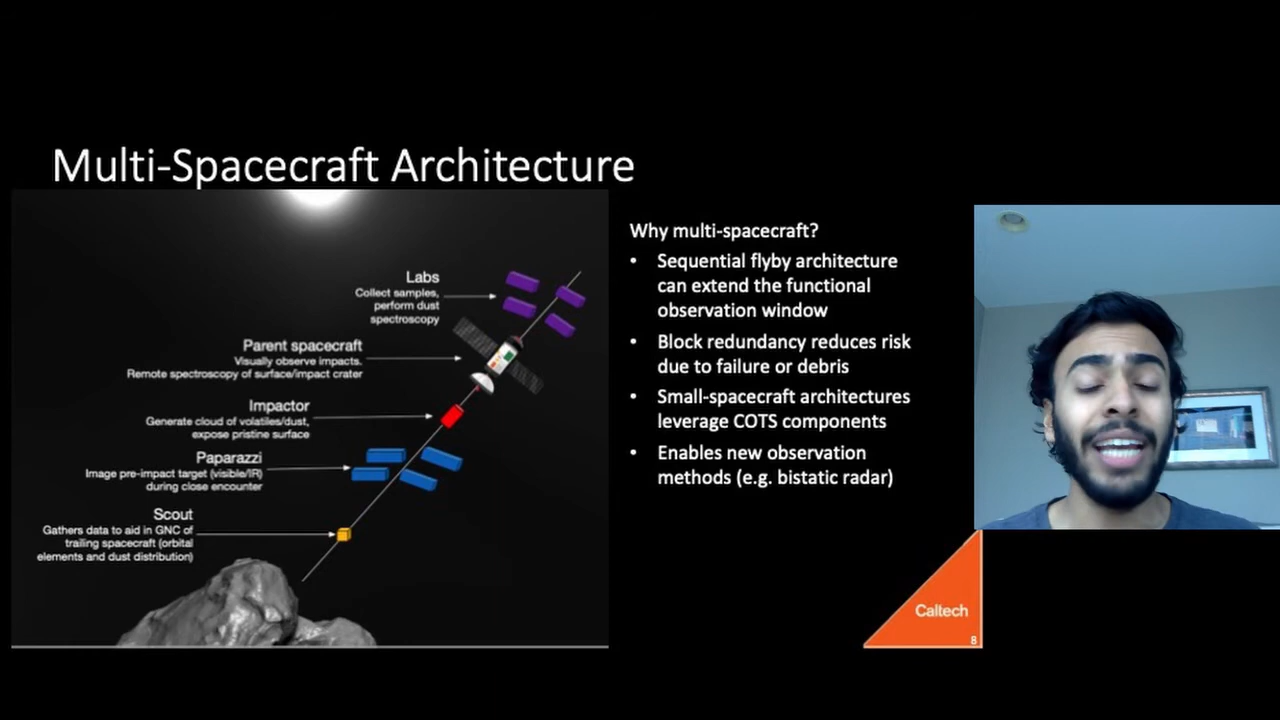 Multi-Spacecraft Architecture
Labs
Collect samples,
perform dust
spectroscopy
Parent spacecraft
Visually observe impacts.
Remote spectroscopy of surface/impact crater
Impactor
Generate cloud of volatiles/dust,
expose pristine surface
Paparazzi
Image pre-impact target (visible/IR)
during close encounter
Scout
Gathers data to aid in GNC of
trailing spacecraft (orbital
elements and dust distribution)
Why multi-spacecraft?
• Sequential flyby architecture
can extend the functional
observation window
• Block redundancy reduces risk
due to failure or debris
• Small-spacecraft architectures
leverage COTS components
• Enables new observation
methods (e.g. bistatic radar)
Caltech
8